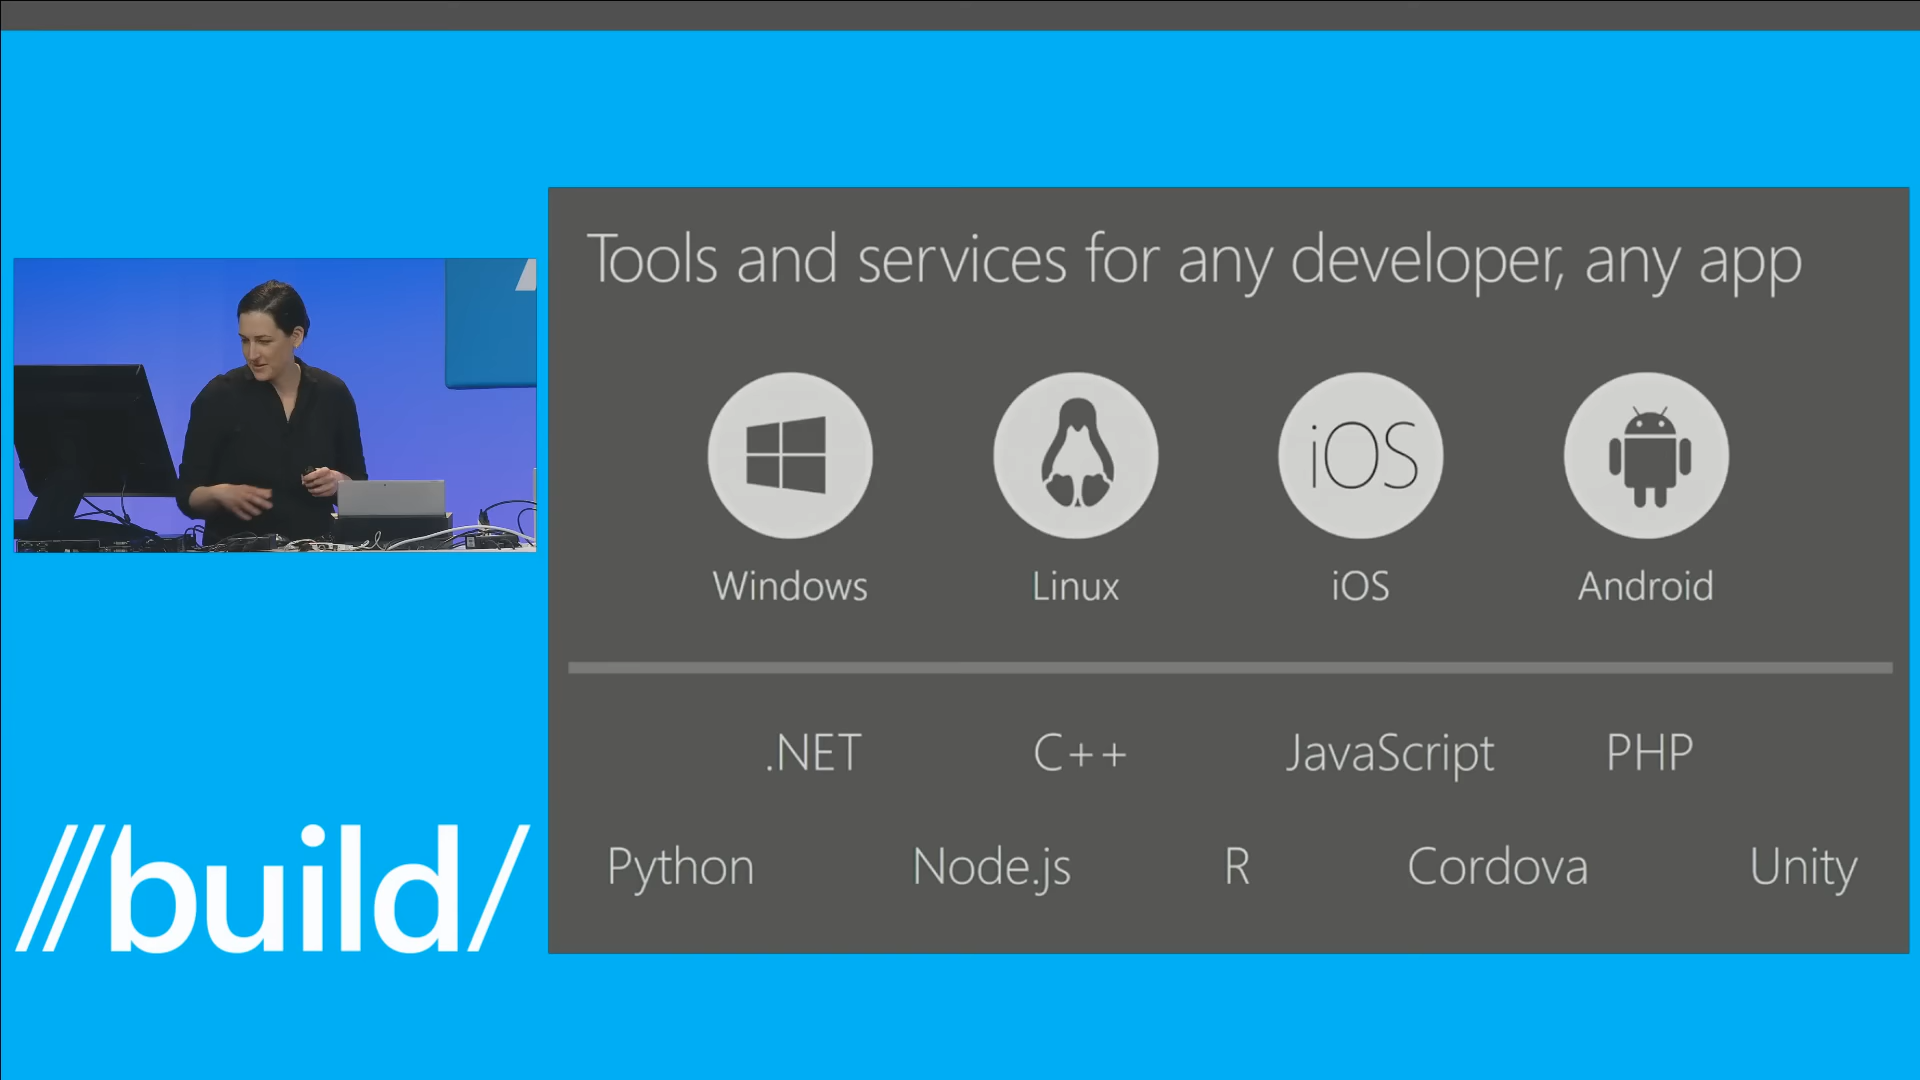 Tools and services for any developer, any app
iOS
Windows
Linux
iOS
Android
.NET
C++
JavaScript
PHP
Python
Node.js
R
Cordova
Unity
//build/